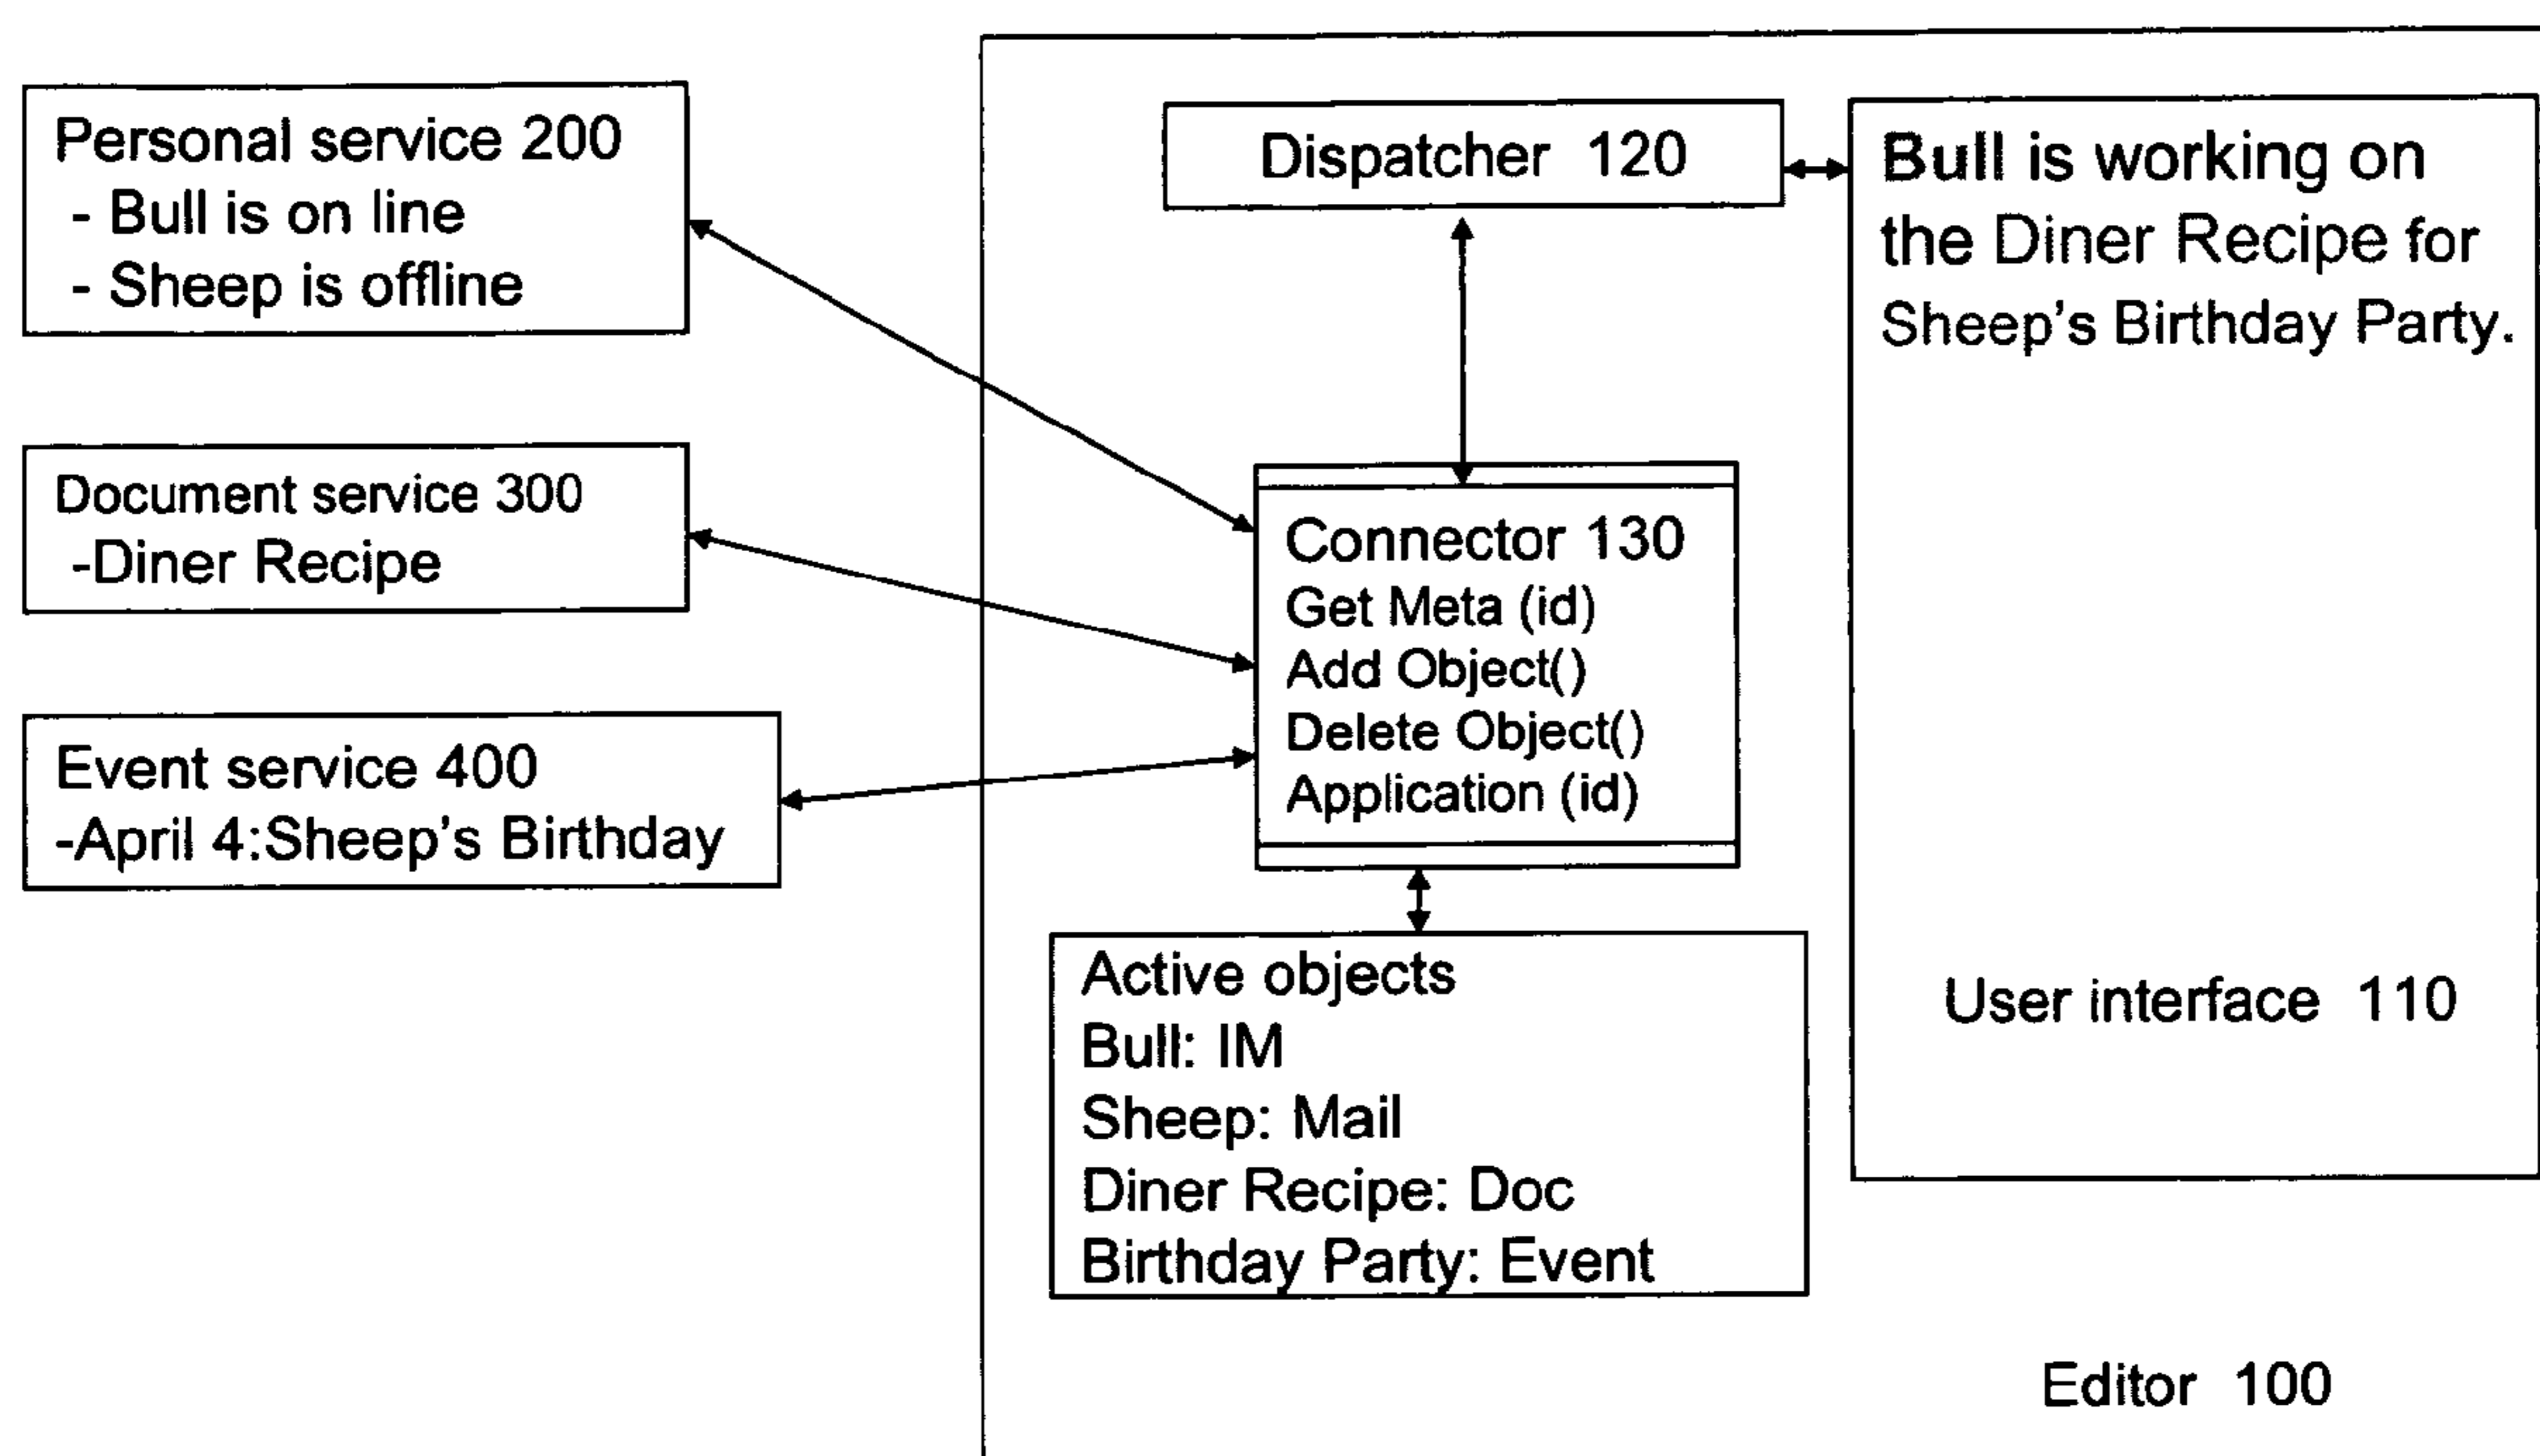 Personal service 200
- Bull is on line
- Sheep is offline
Document service 300
-Diner Recipe
Event service 400
-April 4:Sheep's Birthday
Dispatcher 120
Connector 130
Get Meta (id)
Add Object()
Delete Object()
Application (id)
Active objects
Bull: IM
Sheep: Mail
Diner Recipe: Doc
Birthday Party: Event
Bull is working on
the Diner Recipe for
Sheep's Birthday Party.
User interface 110
Editor 100